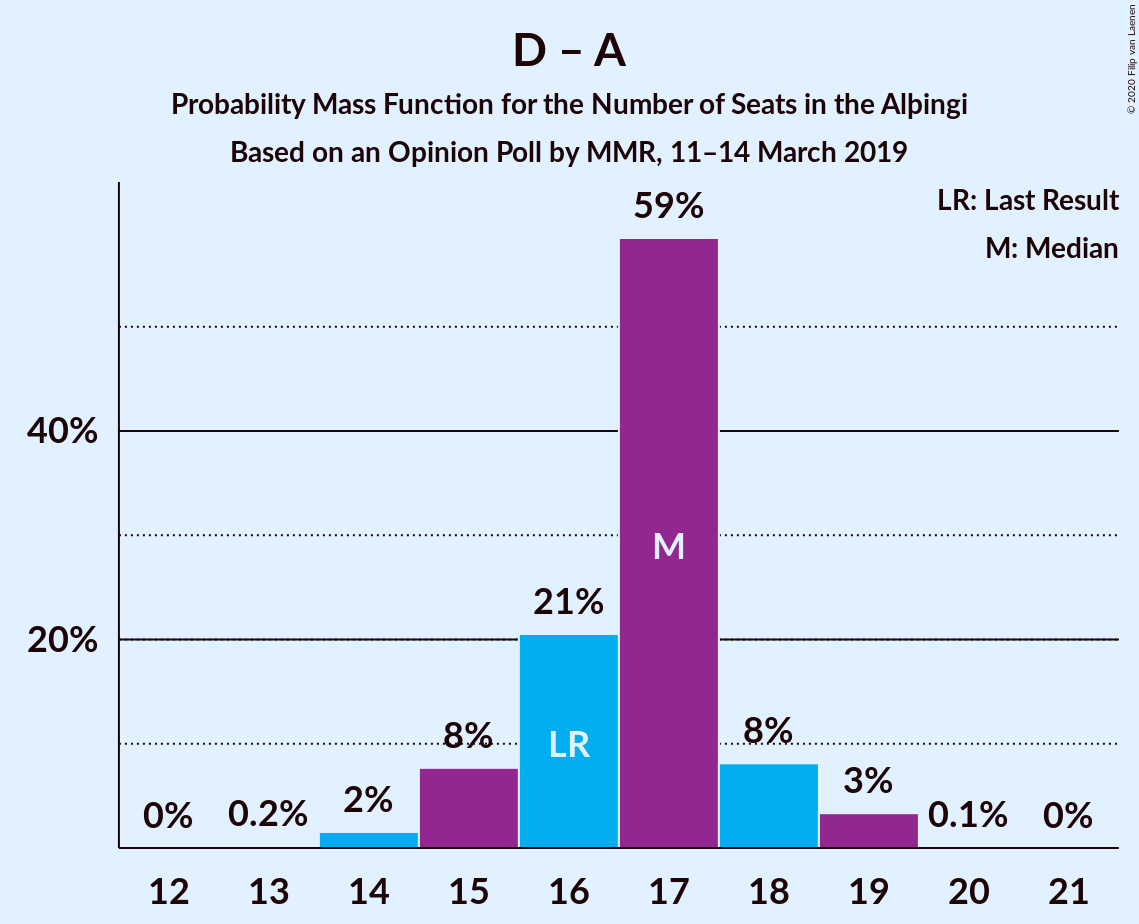 D – A
Probability Mass Function for the Number of Seats in the Alþingi
Based on an Opinion Poll by MMR, 11–14 March 2019
© 2020 Filip van Laenen
LR: Last Result
M: Median
59%
40%
M
21%
20%
8%
LR
8%
0%
0.2%
2%
3%
0.1%
0%
12 13 14 15 16 17 18 19 20 21